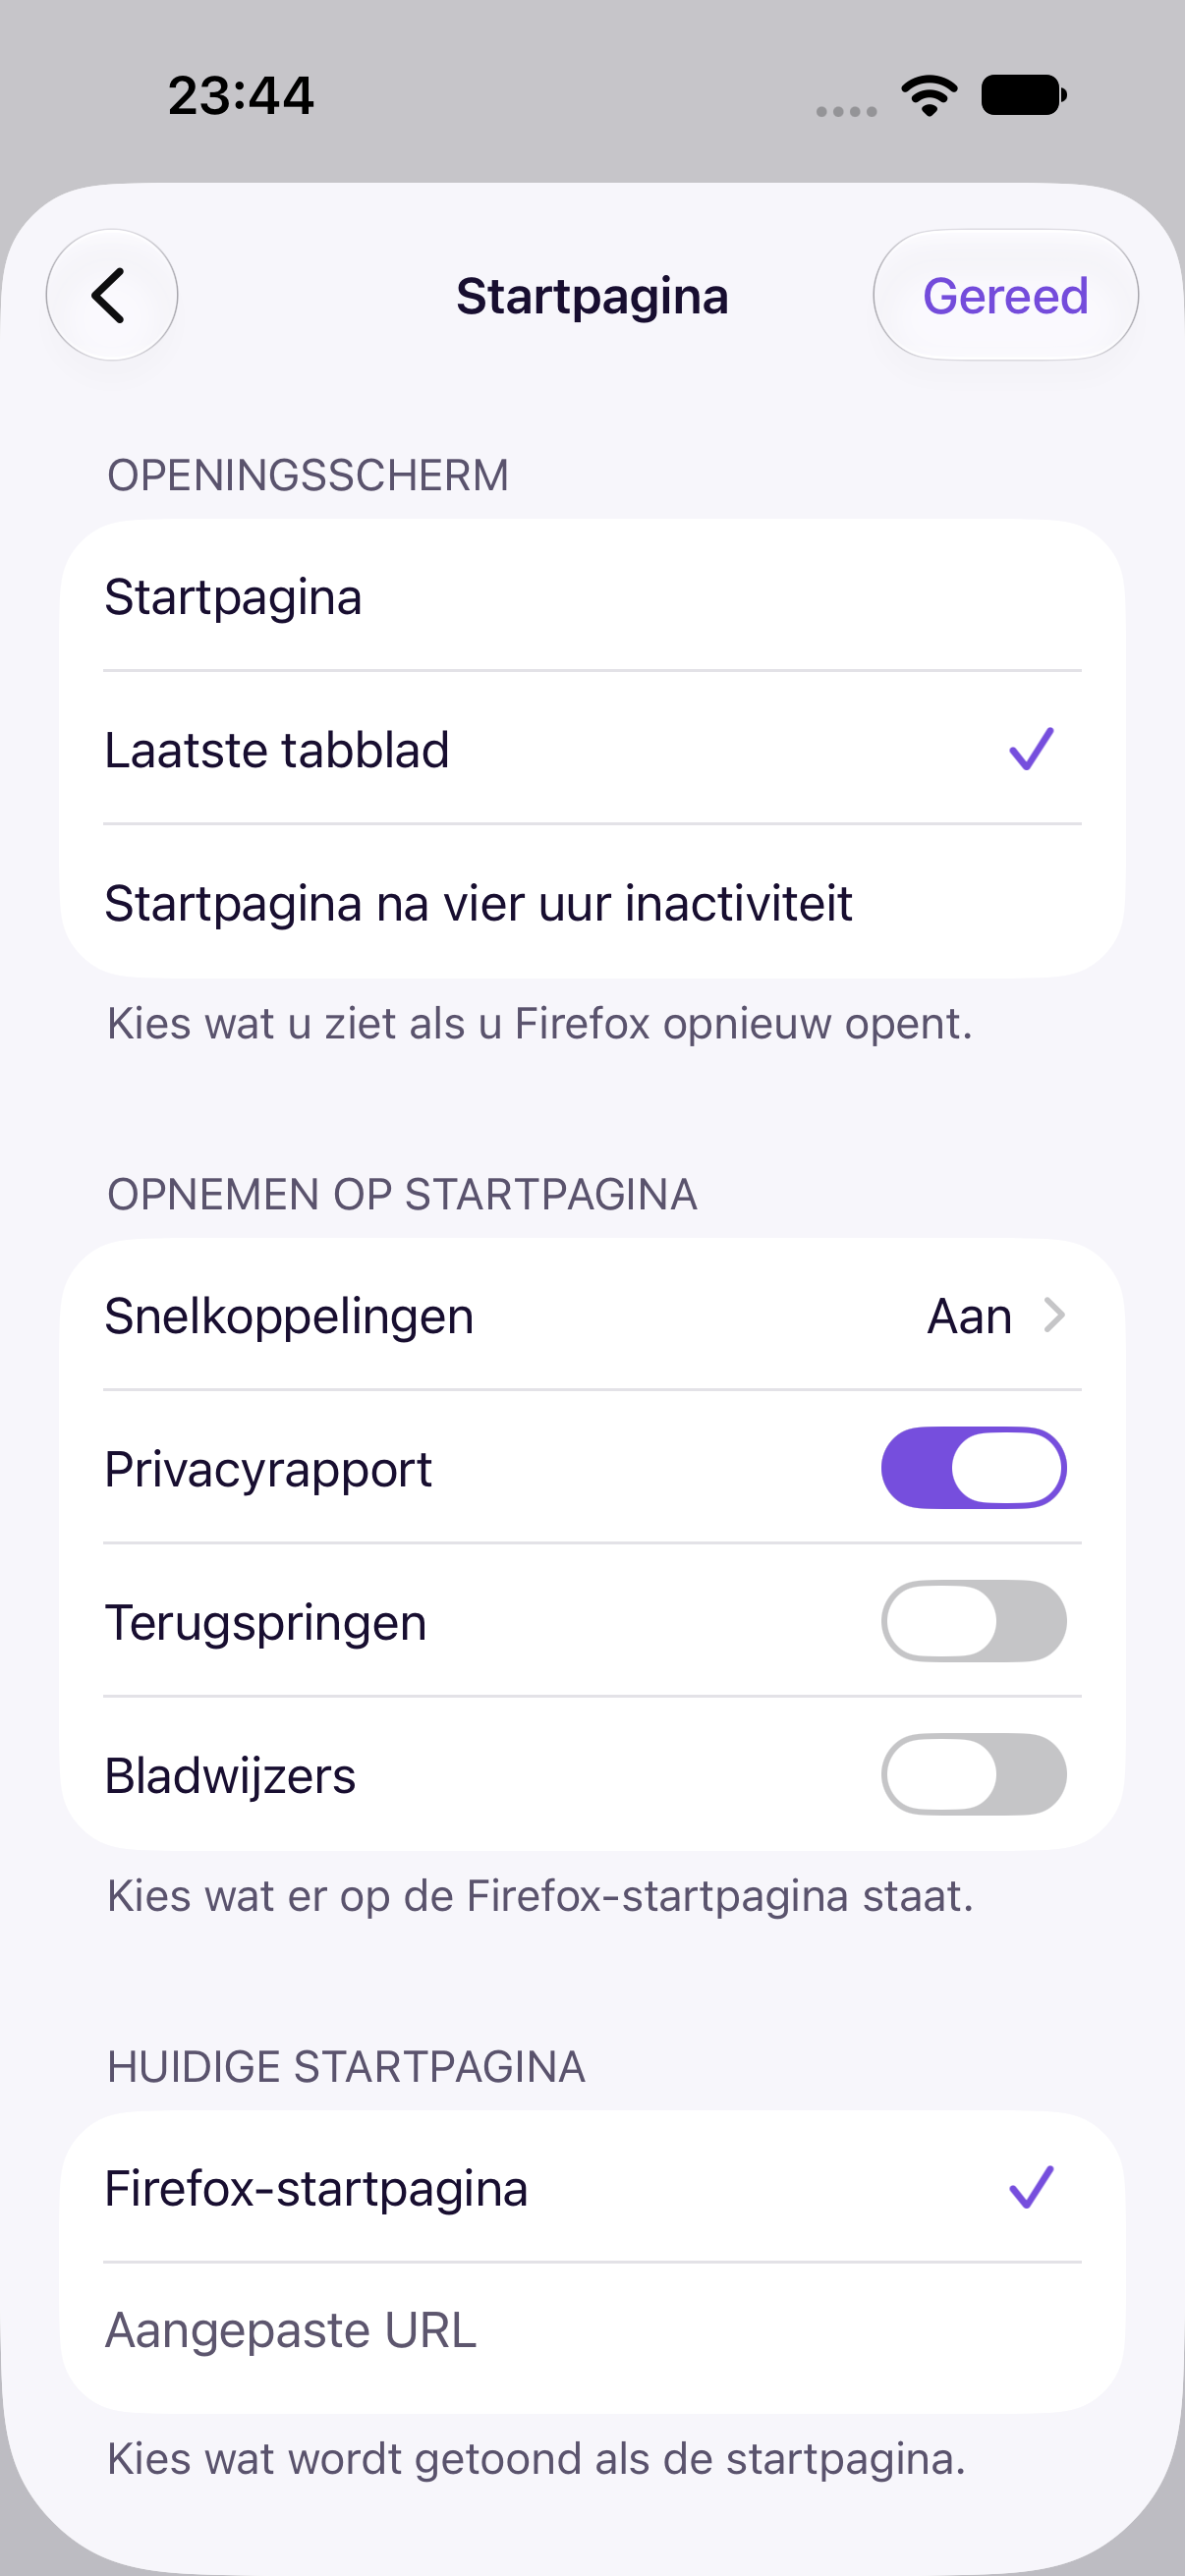 23:44
Startpagina
Gereed
OPENINGSSCHERM
Startpagina
Laatste tabblad
Startpagina na vier uur inactiviteit
Kies wat u ziet als u Firefox opnieuw opent.
OPNEMEN OP STARTPAGINA
Snelkoppelingen Aan
Privacyrapport
Terugspringen
Bladwijzers
Kies wat er op de Firefox-startpagina staat.
HUIDIGE STARTPAGINA
Firefox-startpagina
Aangepaste URL
Kies wat wordt getoond als de startpagina.